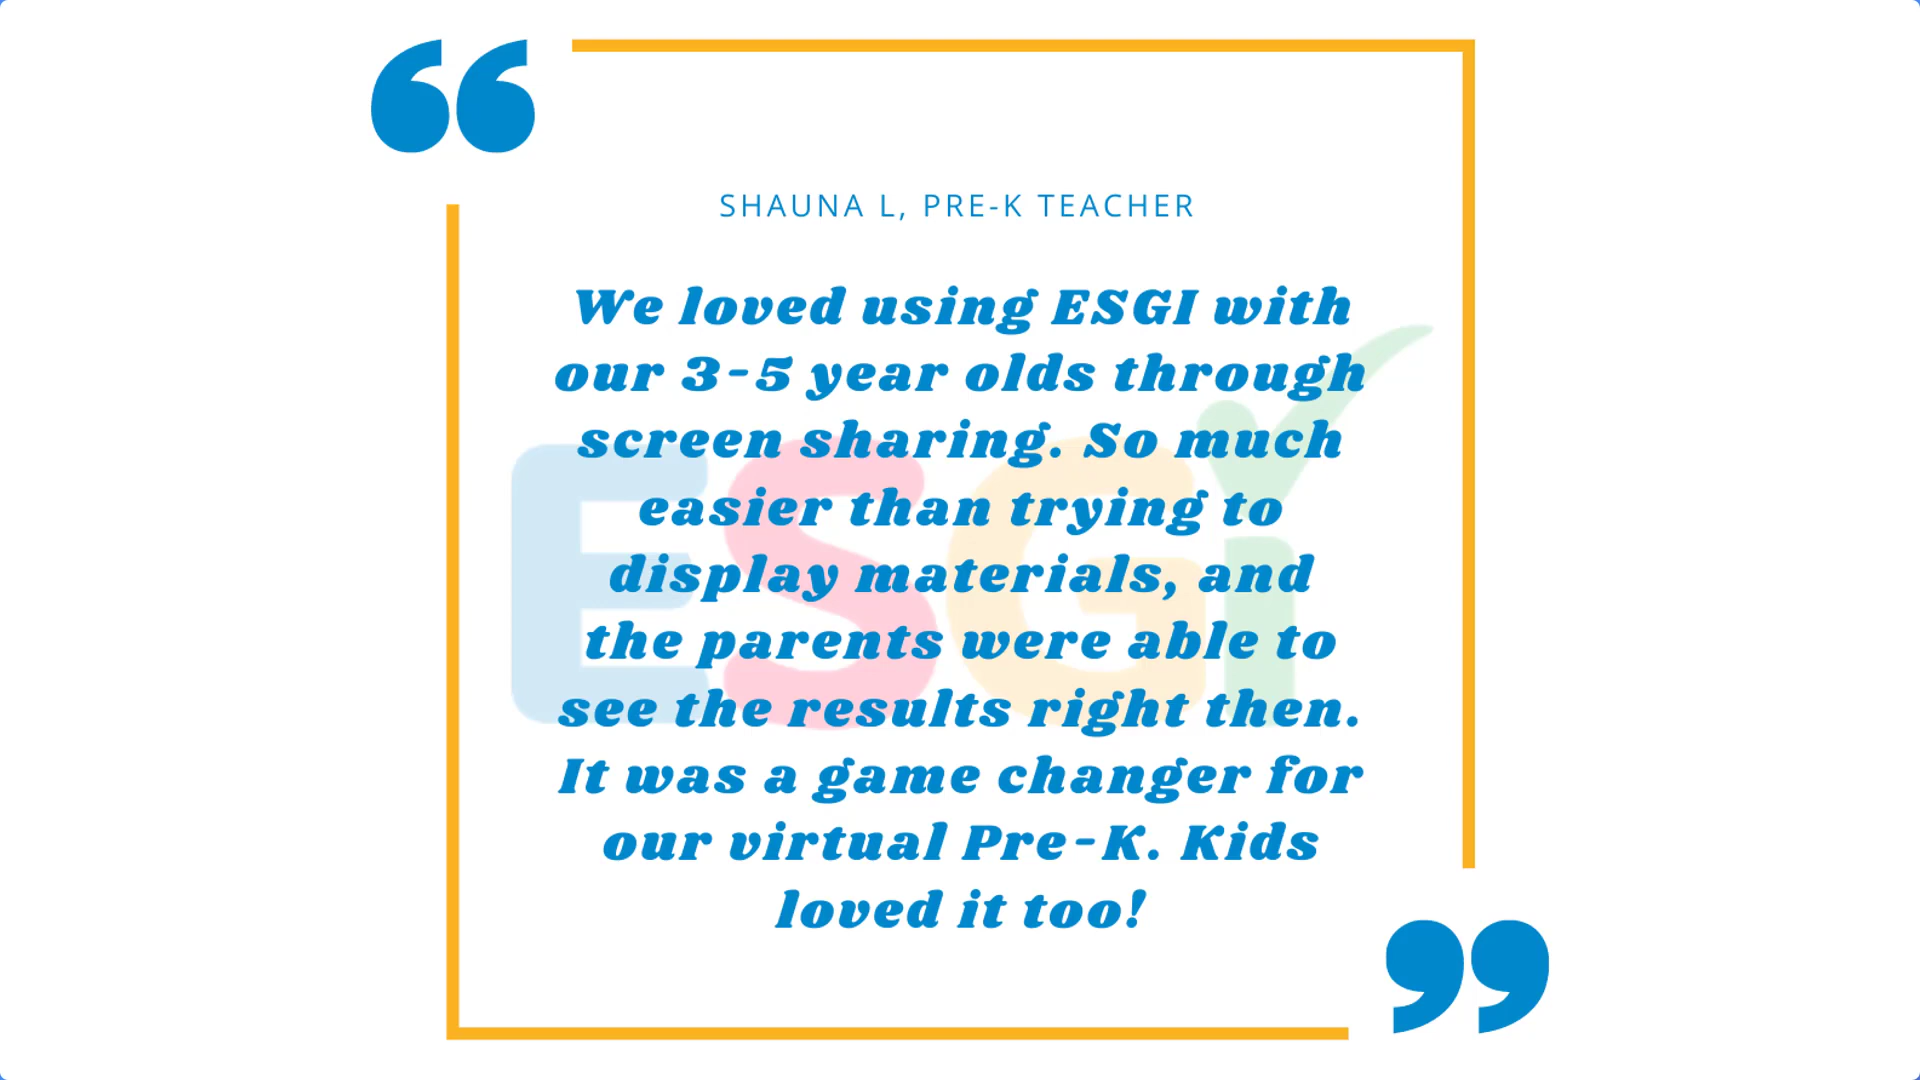 SHAUNA L, PRE-K TEACHER
We loved using ESGI with
our 3-5 year olds through
screen sharing. So much
easier than trying to
display materials, and
the parents were able to
see the results right then.
It was a game changer for
our virtual Pre-K. Kids
loved it too!
ESGi